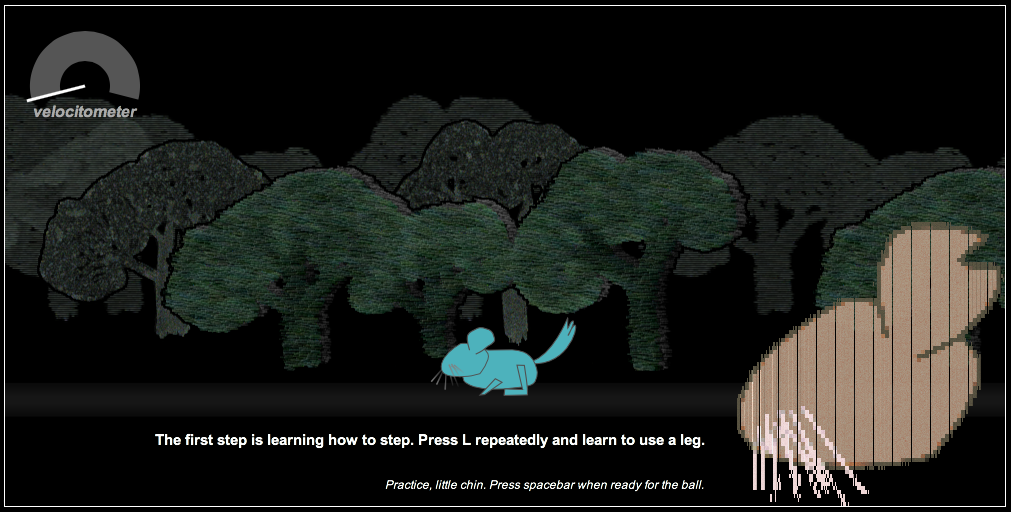 velocitometer
The first step is learning how to step. Press L repeatedly and learn to use a leg.
Practice, little chin. Press spacebar when ready for the ball.